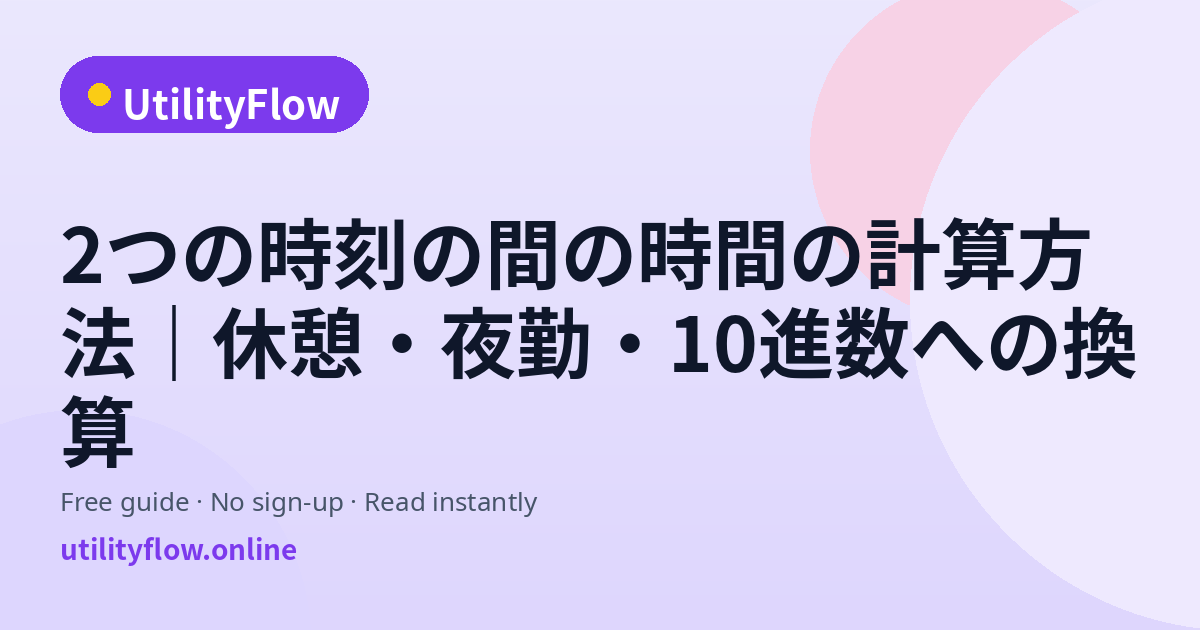 UtilityFlow
2つの時刻の間の時間の計算方
法｜休憩・夜勤・10進数への換
算
Free guide · No sign-up · Read instantly
utilityflow.online